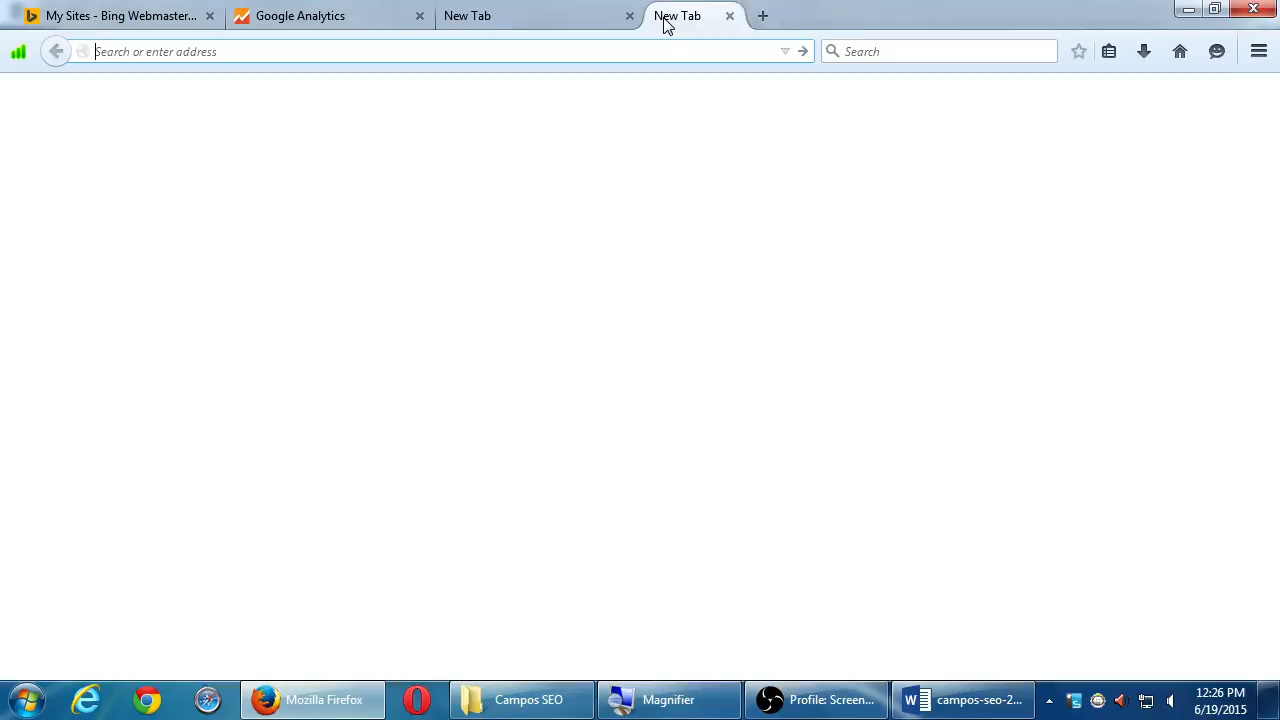 My Sites - Bing Webmaster...
Google Analytics
New Tab
New Tab
Search or enter address
Search
Mozilla Firefox
Campos SEO
Magnifier
Profile: Screen...
campos-seo-2...
12:26 PM
6/19/2015